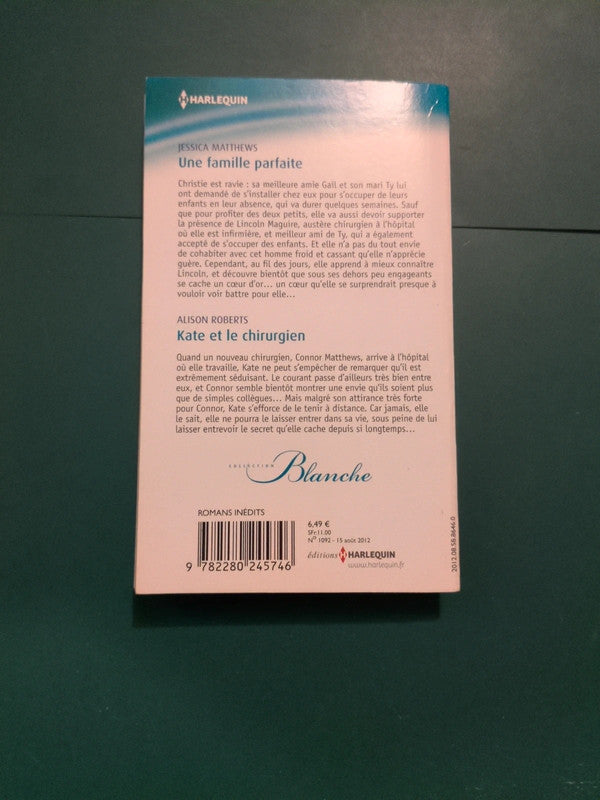 HARLEQUIN
JESSICA MATTHEWS
Une famille parfaite
Christie est ravie : sa meilleure amie Gail et son mari Ty lui
ont demandé de s'installer chez eux pour s'occuper de leurs
enfants en leur absence, qui va durer quelques semaines. Sauf
que pour profiter des deux petits, elle va aussi devoir supporter
la présence de Lincoln Maguire, austère chirurgien à l'hôpital
où elle est infirmière, et meilleur ami de Ty, qui a également
accepté de s'occuper des enfants. Et elle n'a pas du tout envie
de cohabiter avec cet homme froid et cassant qu'elle n'apprécie
guère. Cependant, au fil des jours, elle apprend à mieux connaître
Lincoln, et découvre bientôt que sous ses dehors peu engageants
se cache un cœur d'or... un cœur qu'elle se surprendrait presque à
vouloir voir battre pour elle...
ALISON ROBERTS
Kate et le chirurgien
Quand un nouveau chirurgien, Connor Matthews, arrive à l'hôpital
où elle travaille, Kate ne peut s'empêcher de remarquer qu'il est
extrêmement séduisant. Le courant passe d'ailleurs très bien entre
eux, et Connor semble bientôt montrer une envie qu'ils soient plus
que de simples collègues... Mais malgré son attirance très forte
pour Connor, Kate s'efforce de le tenir à distance. Car jamais, elle
le sait, elle ne pourra le laisser entrer dans sa vie, sous peine de lui
laisser entrevoir le secret qu'elle cache depuis si longtemps...
COLLECTION Blanche
ROMANS INÉDITS
6,49 €
SFr.11.00
N° 1092 - 15 août 2012
éditions HARLEQUIN
www.harlequin.fr
9 782280 245746
2012.08.58.8646.0